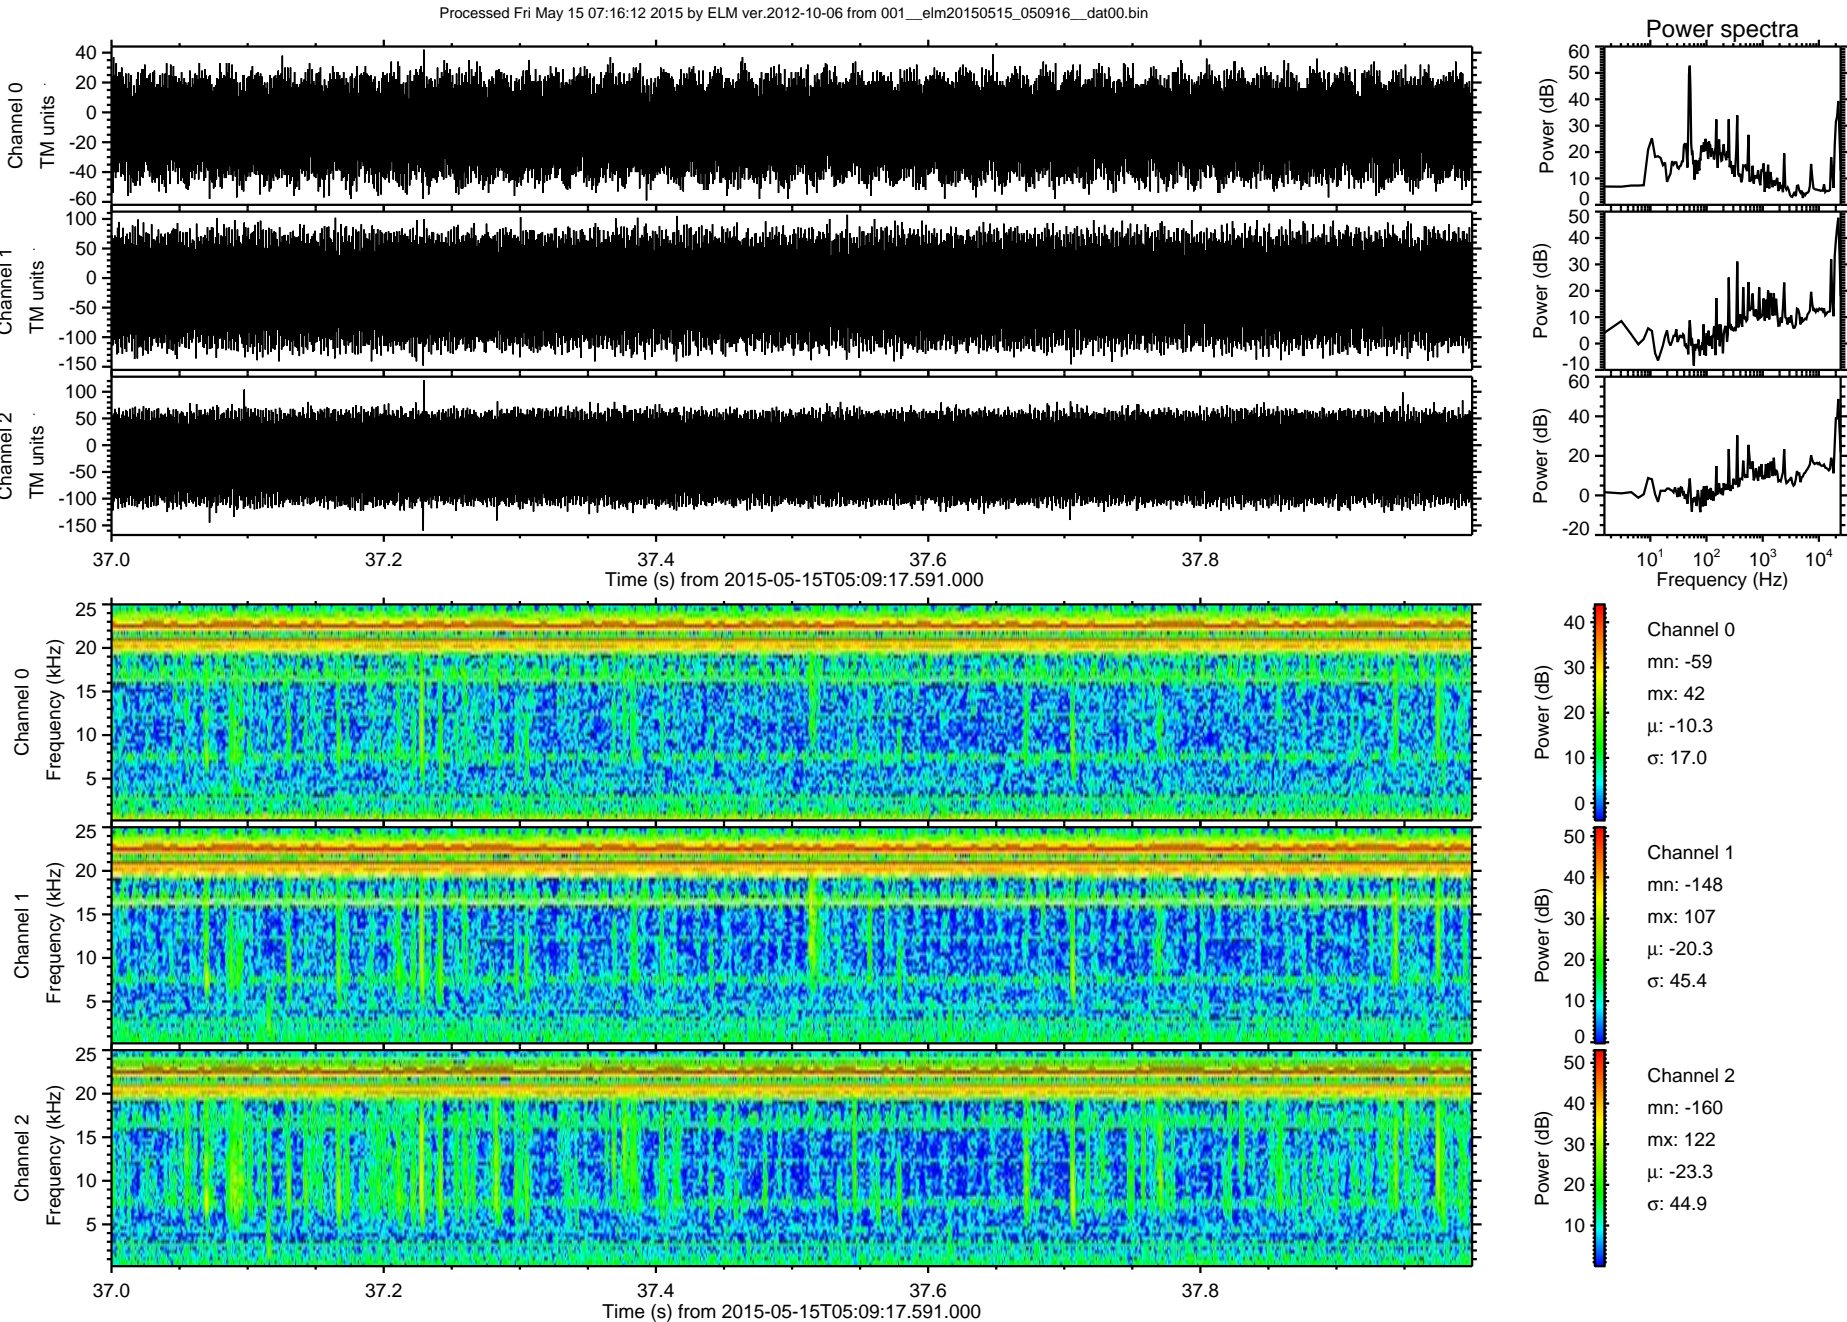 Processed Fri May 15 07:16:12 2015 by ELM ver.2012-10-06 from 001__elm20150515_050916__dat00.bin
Power spectra
Channel 0
TM units
40
20
0
-20
-40
-60
Power (dB)
60
50
40
30
20
10
0
Channel 1
TM units
100
50
0
-50
-100
-150
Power (dB)
50
40
30
20
10
0
-10
Channel 2
TM units
100
50
0
-50
-100
-150
Power (dB)
60
40
20
0
-20
37.0 37.2 37.4 37.6 37.8
Time (s) from 2015-05-15T05:09:17.591.000
10¹ 10² 10³ 10⁴
Frequency (Hz)
Channel 0
Frequency (kHz)
25
20
15
10
5
Power (dB)
40
30
20
10
0
Channel 0
mn: -59
mx: 42
μ: -10.3
σ: 17.0
Channel 1
Frequency (kHz)
25
20
15
10
5
Power (dB)
50
40
30
20
10
0
Channel 1
mn: -148
mx: 107
μ: -20.3
σ: 45.4
Channel 2
Frequency (kHz)
25
20
15
10
5
Power (dB)
50
40
30
20
10
Channel 2
mn: -160
mx: 122
μ: -23.3
σ: 44.9
37.0 37.2 37.4 37.6 37.8
Time (s) from 2015-05-15T05:09:17.591.000